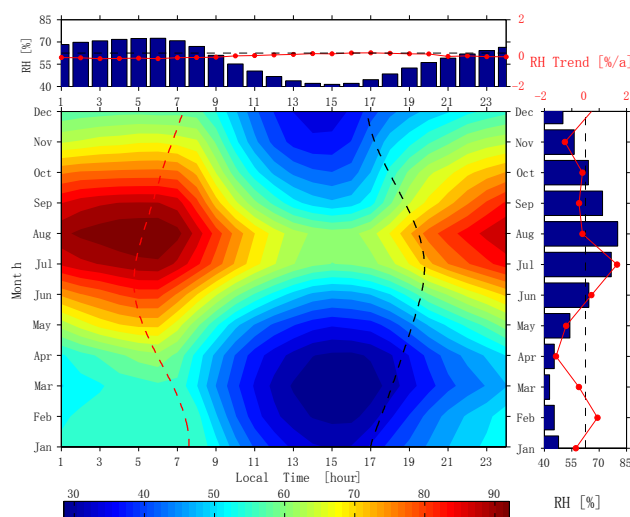 85
70
55
40
RH [%]
2
0
-2
1 3 5 7 9 11 13 15 17 19 21 23
RH Trend [%/a]
-2 0 2
Dec
Nov
Oct
Sep
Aug
Jul
Jun
May
Apr
Mar
Feb
Jan
Month
1 3 5 7 9 11 13 15 17 19 21 23
Local Time [hour]
30 40 50 60 70 80 90
Dec
Nov
Oct
Sep
Aug
Jul
Jun
May
Apr
Mar
Feb
Jan
40 55 70 85
RH [%]